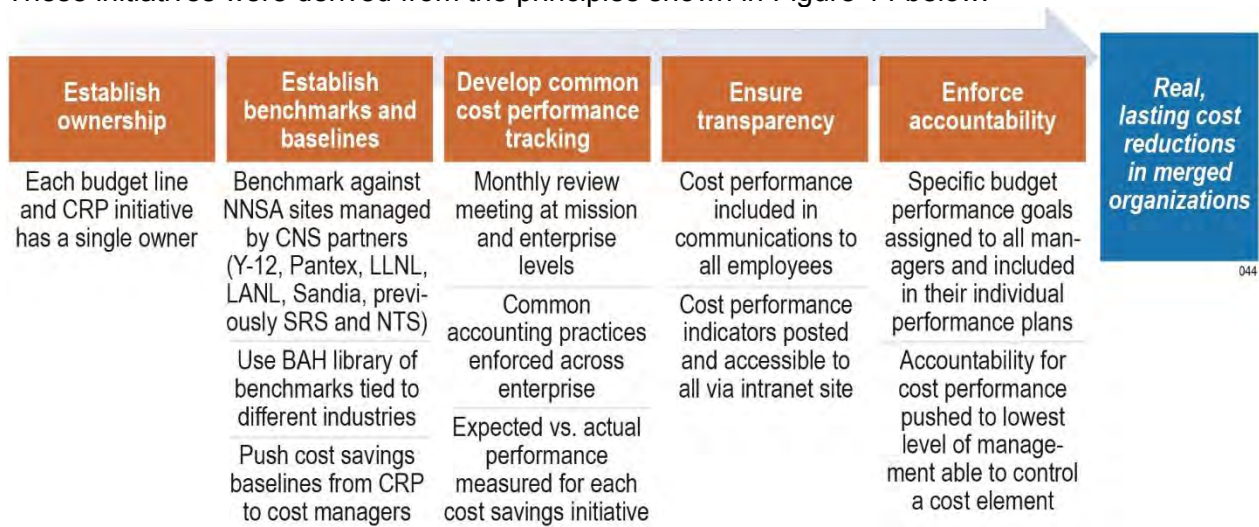 These initiatives were derived from the principles shown in Figure 14 below.
Establish
ownership
Each budget line
and CRP initiative
has a single owner
Establish
benchmarks and
baselines
Benchmark against
NNSA sites managed
by CNS partners
(Y-12, Pantex, LLNL,
LANL, Sandia, previ-
ously SRS and NTS)
Use BAH library of
benchmarks tied to
different industries
Push cost savings
baselines from CRP
to cost managers
Develop common
cost performance
tracking
Monthly review
meeting at mission
and enterprise
levels
Common
accounting practices
enforced across
enterprise
Expected vs. actual
performance
measured for each
cost savings initiative
Ensure
transparency
Cost performance
included in
communications to
all employees
Cost performance
indicators posted
and accessible to
all via intranet site
Enforce
accountability
Specific budget
performance goals
assigned to all man-
agers and included
in their individual
performance plans
Accountability for
cost performance
pushed to lowest
level of manage-
ment able to control
a cost element
Real,
lasting cost
reductions
in merged
organizations
044